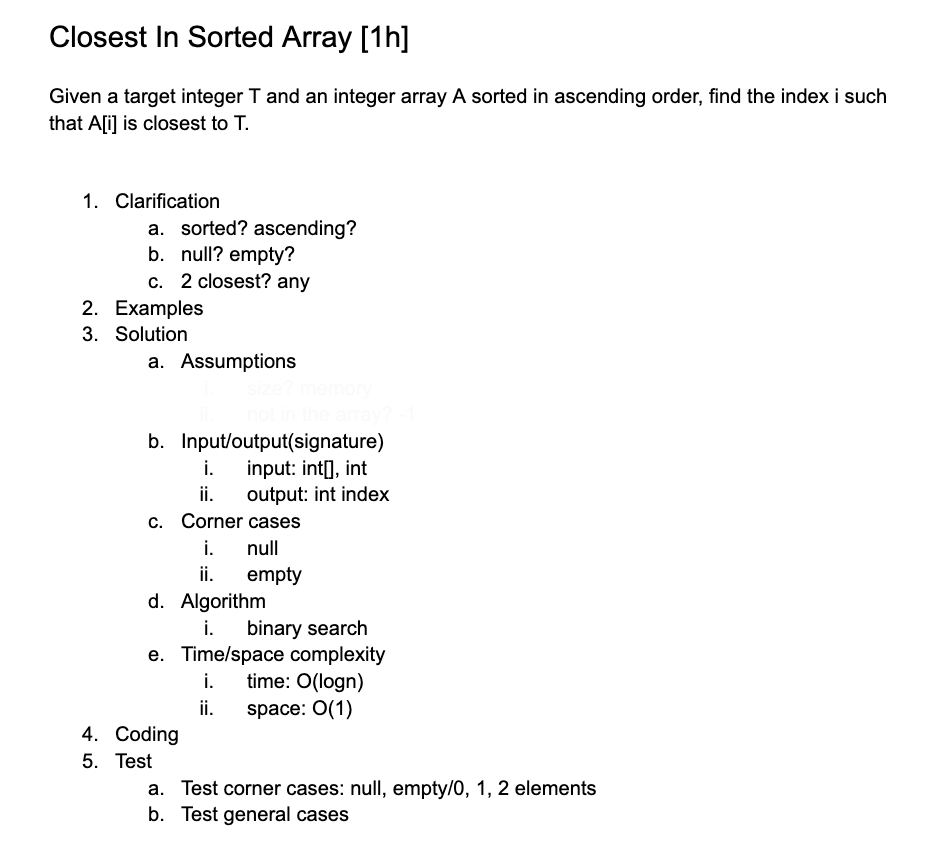 Closest In Sorted Array [1h]
Given a target integer T and an integer array A sorted in ascending order, find the index i such
that A[i] is closest to T.
1. Clarification
a. sorted? ascending?
b. null? empty?
c. 2 closest? any
2. Examples
3. Solution
a. Assumptions
i. size? memory
ii. not in the array? -1
b. Input/output(signature)
i. input: int[], int
ii. output: int index
c. Corner cases
i. null
ii. empty
d. Algorithm
i. binary search
e. Time/space complexity
i. time: O(logn)
ii. space: O(1)
4. Coding
5. Test
a. Test corner cases: null, empty/0, 1, 2 elements
b. Test general cases